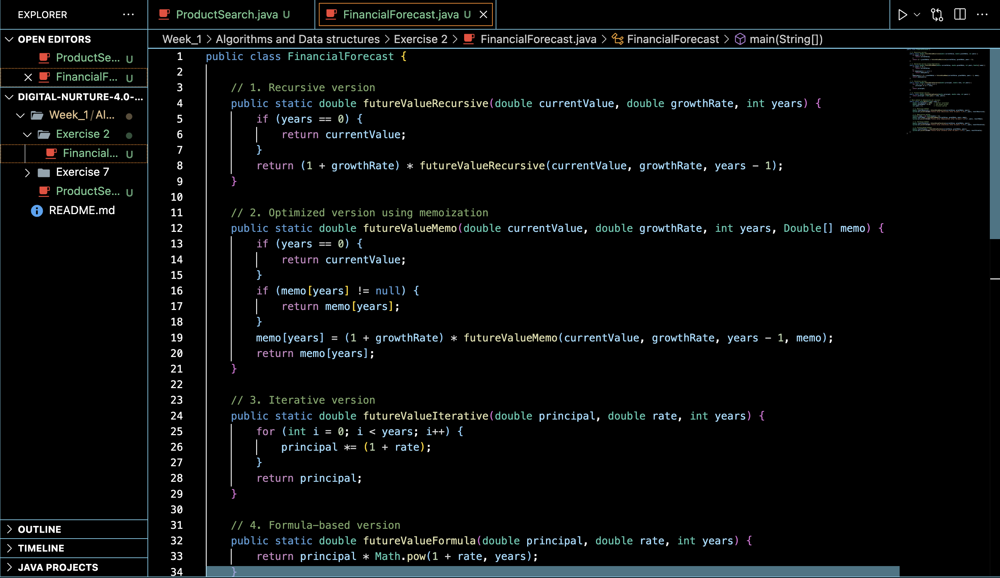 EXPLORER
OPEN EDITORS
ProductSe... U
FinancialF... U
DIGITAL-NURTURE-4.0-...
Week_1/Al...
Exercise 2
Financial... U
Exercise 7
ProductSe... U
README.md
OUTLINE
TIMELINE
JAVA PROJECTS
ProductSearch.java U
FinancialForecast.java U
Week_1 > Algorithms and Data structures > Exercise 2 > FinancialForecast.java > FinancialForecast > main(String[])
1 public class FinancialForecast {
2
3 // 1. Recursive version
4 public static double futureValueRecursive(double currentValue, double growthRate, int years) {
5 if (years == 0) {
6 return currentValue;
7 }
8 return (1 + growthRate) * futureValueRecursive(currentValue, growthRate, years - 1);
9 }
10
11 // 2. Optimized version using memoization
12 public static double futureValueMemo(double currentValue, double growthRate, int years, Double[] memo) {
13 if (years == 0) {
14 return currentValue;
15 }
16 if (memo[years] != null) {
17 return memo[years];
18 }
19 memo[years] = (1 + growthRate) * futureValueMemo(currentValue, growthRate, years - 1, memo);
20 return memo[years];
21 }
22
23 // 3. Iterative version
24 public static double futureValueIterative(double principal, double rate, int years) {
25 for (int i = 0; i < years; i++) {
26 principal *= (1 + rate);
27 }
28 return principal;
29 }
30
31 // 4. Formula-based version
32 public static double futureValueFormula(double principal, double rate, int years) {
33 return principal * Math.pow(1 + rate, years);
34 }